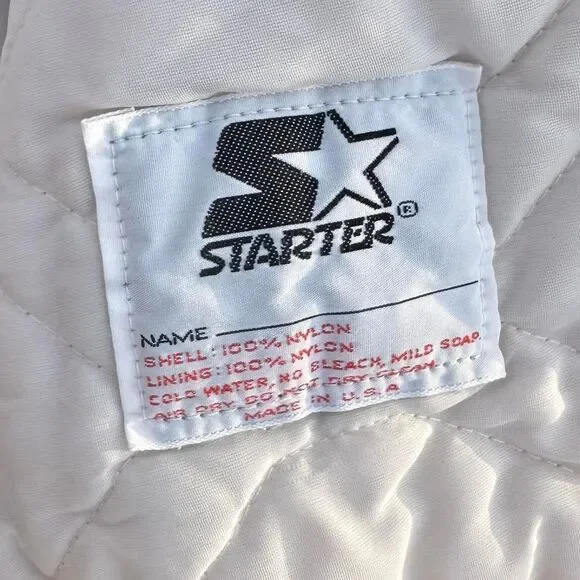 S
STARTER®
NAME
SHELL: 100% NYLON
LINING: 100% NYLON
COLD WATER, NO BLEACH, MILD SOAP.
AIR DRY. DO NOT DRY CLEAN.
MADE IN U.S.A